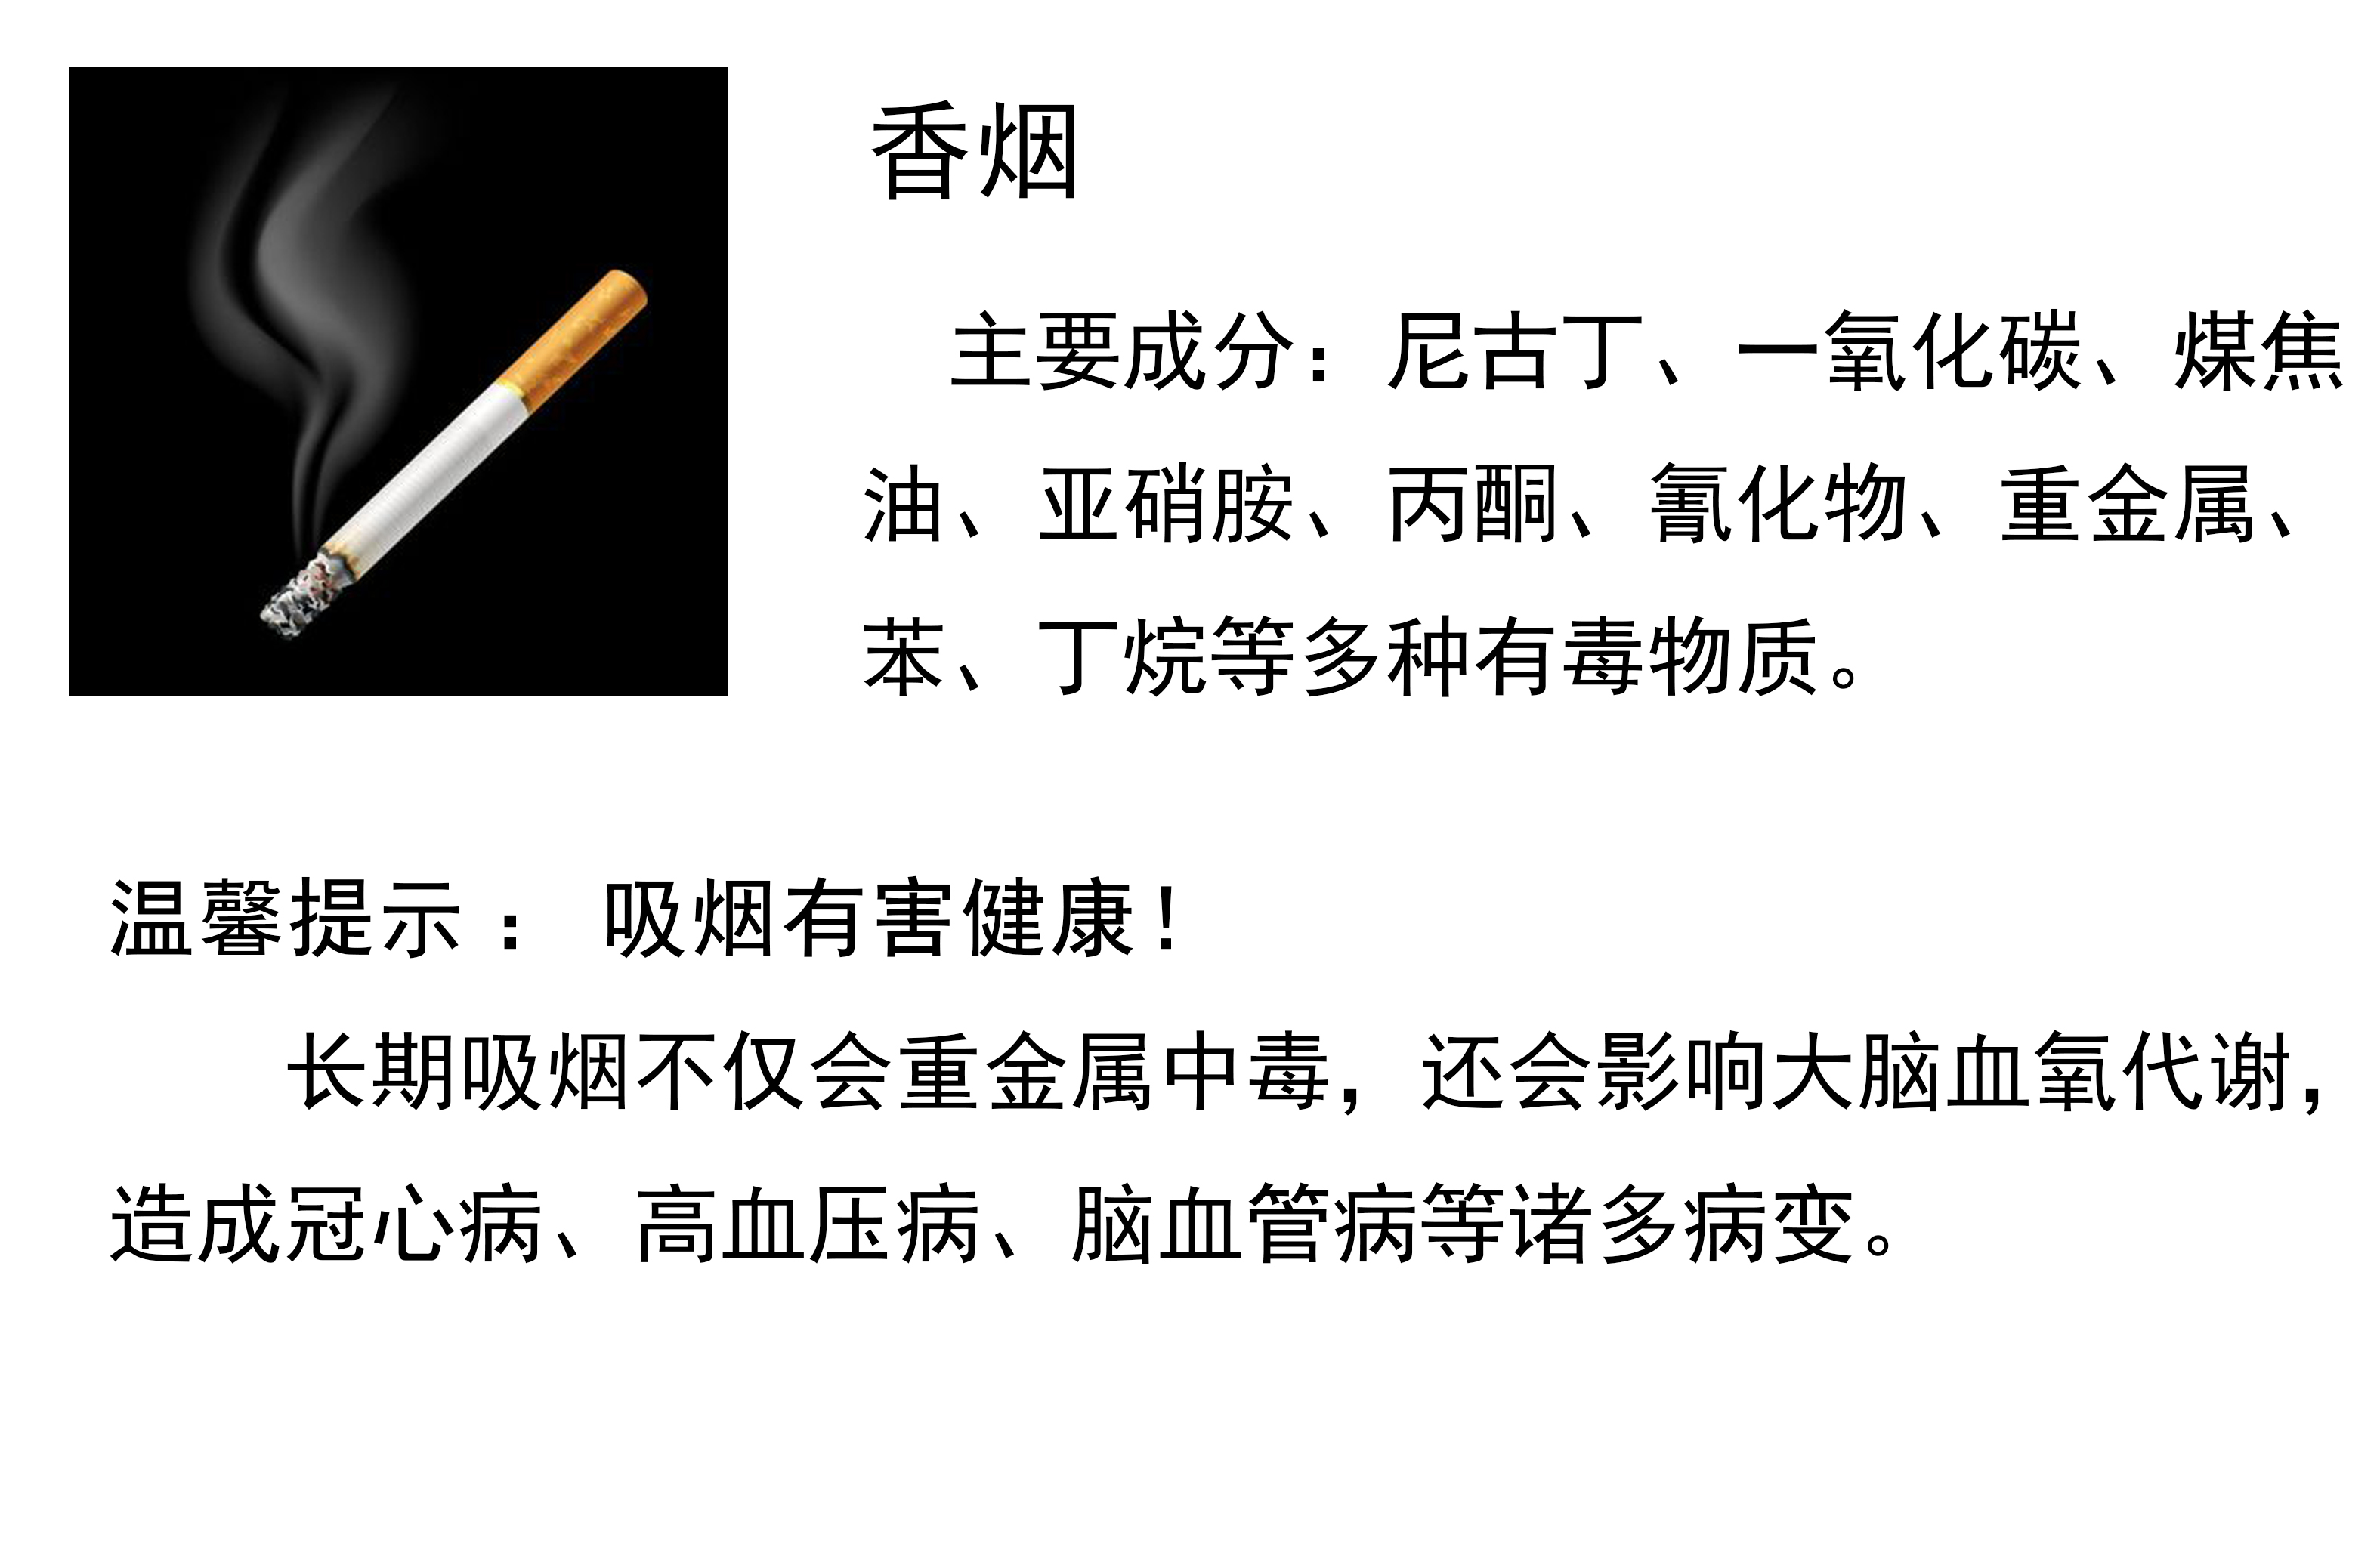 香烟
主要成分：尼古丁、一氧化碳、煤焦
油、亚硝胺、丙酮、氰化物、重金属、
苯、丁烷等多种有毒物质。
温馨提示： 吸烟有害健康！
长期吸烟不仅会重金属中毒，还会影响大脑血氧代谢，
造成冠心病、高血压病、脑血管病等诸多病变。